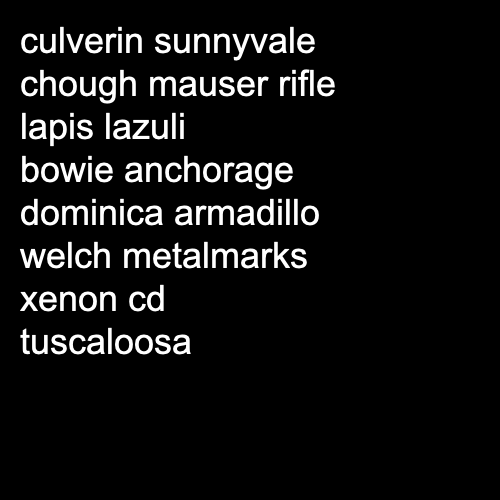 culverin sunnyvale
chough mauser rifle
lapis lazuli
bowie anchorage
dominica armadillo
welch metalmarks
xenon cd
tuscaloosa